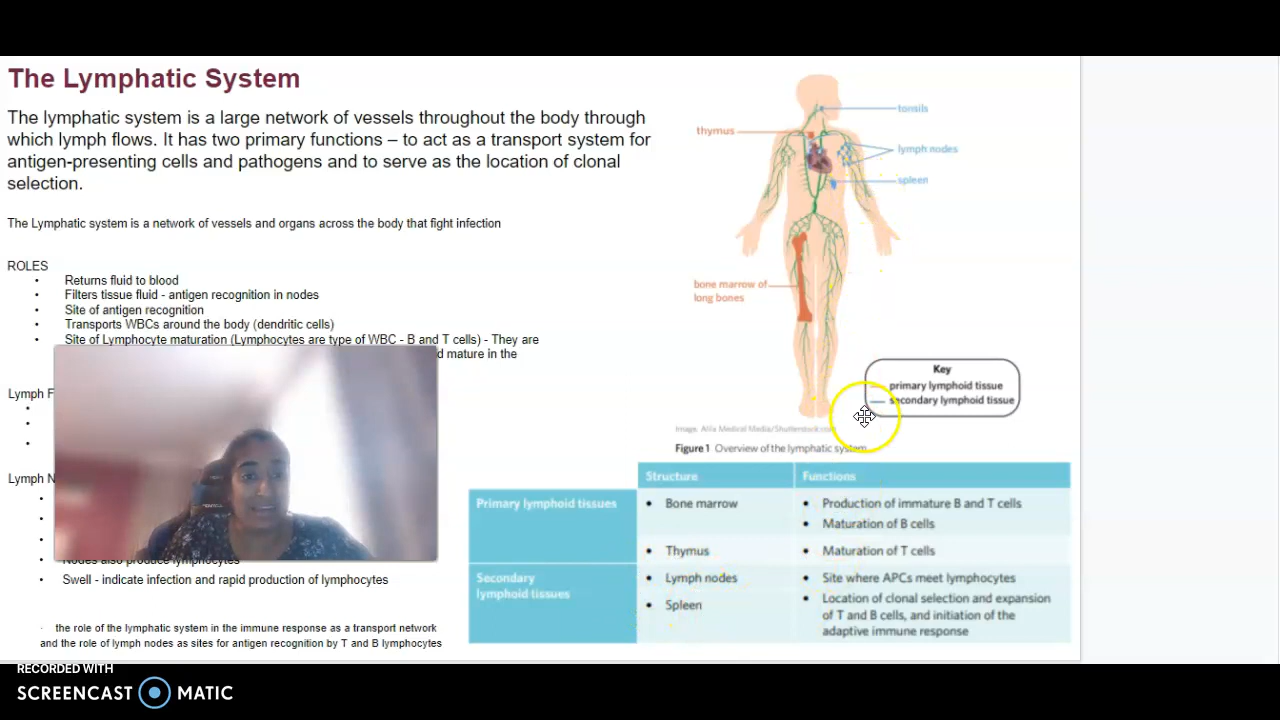 The Lymphatic System
The lymphatic system is a large network of vessels throughout the body through
which lymph flows. It has two primary functions – to act as a transport system for
antigen-presenting cells and pathogens and to serve as the location of clonal
selection.
The Lymphatic system is a network of vessels and organs across the body that fight infection
ROLES
• Returns fluid to blood
• Filters tissue fluid - antigen recognition in nodes
• Site of antigen recognition
• Transports WBCs around the body (dendritic cells)
• Site of Lymphocyte maturation (Lymphocytes are type of WBC - B and T cells) - They are
d mature in the
Lymph F
•
•
•
Lymph N
•
•
•
• Nodes also produce lymphocytes
• Swell - indicate infection and rapid production of lymphocytes
· the role of the lymphatic system in the immune response as a transport network
and the role of lymph nodes as sites for antigen recognition by T and B lymphocytes
tonsils
thymus
lymph nodes
spleen
bone marrow of
long bones
Key
primary lymphoid tissue
secondary lymphoid tissue
Image: Alila Medical Media/Shutterstock.com
Figure 1 Overview of the lymphatic system
Structure
Functions
Primary lymphoid tissues
• Bone marrow
• Production of immature B and T cells
• Maturation of B cells
• Thymus
• Maturation of T cells
Secondary
lymphoid tissues
• Lymph nodes
• Spleen
• Site where APCs meet lymphocytes
• Location of clonal selection and expansion
of T and B cells, and initiation of the
adaptive immune response
RECORDED WITH
SCREENCAST MATIC